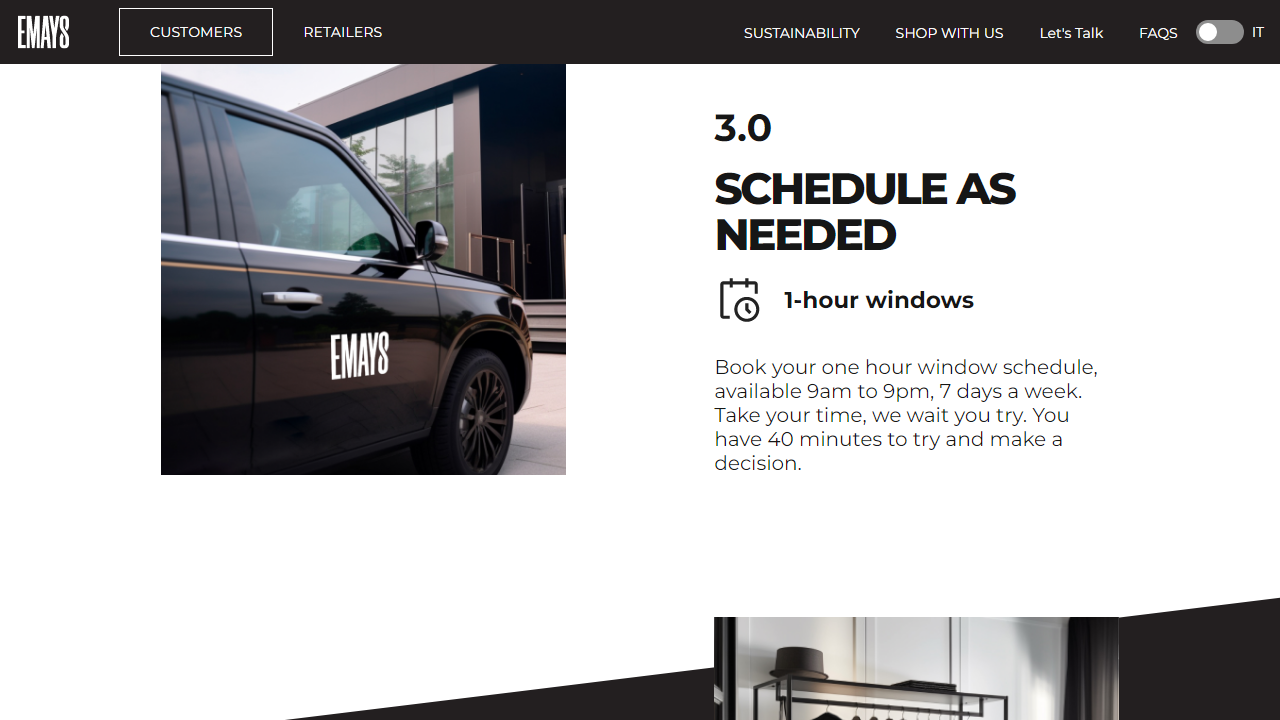 EMAYS
CUSTOMERS
RETAILERS
SUSTAINABILITY
SHOP WITH US
Let's Talk
FAQS
IT
EMAYS
3.0
SCHEDULE AS
NEEDED
1-hour windows
Book your one hour window schedule,
available 9am to 9pm, 7 days a week.
Take your time, we wait you try. You
have 40 minutes to try and make a
decision.